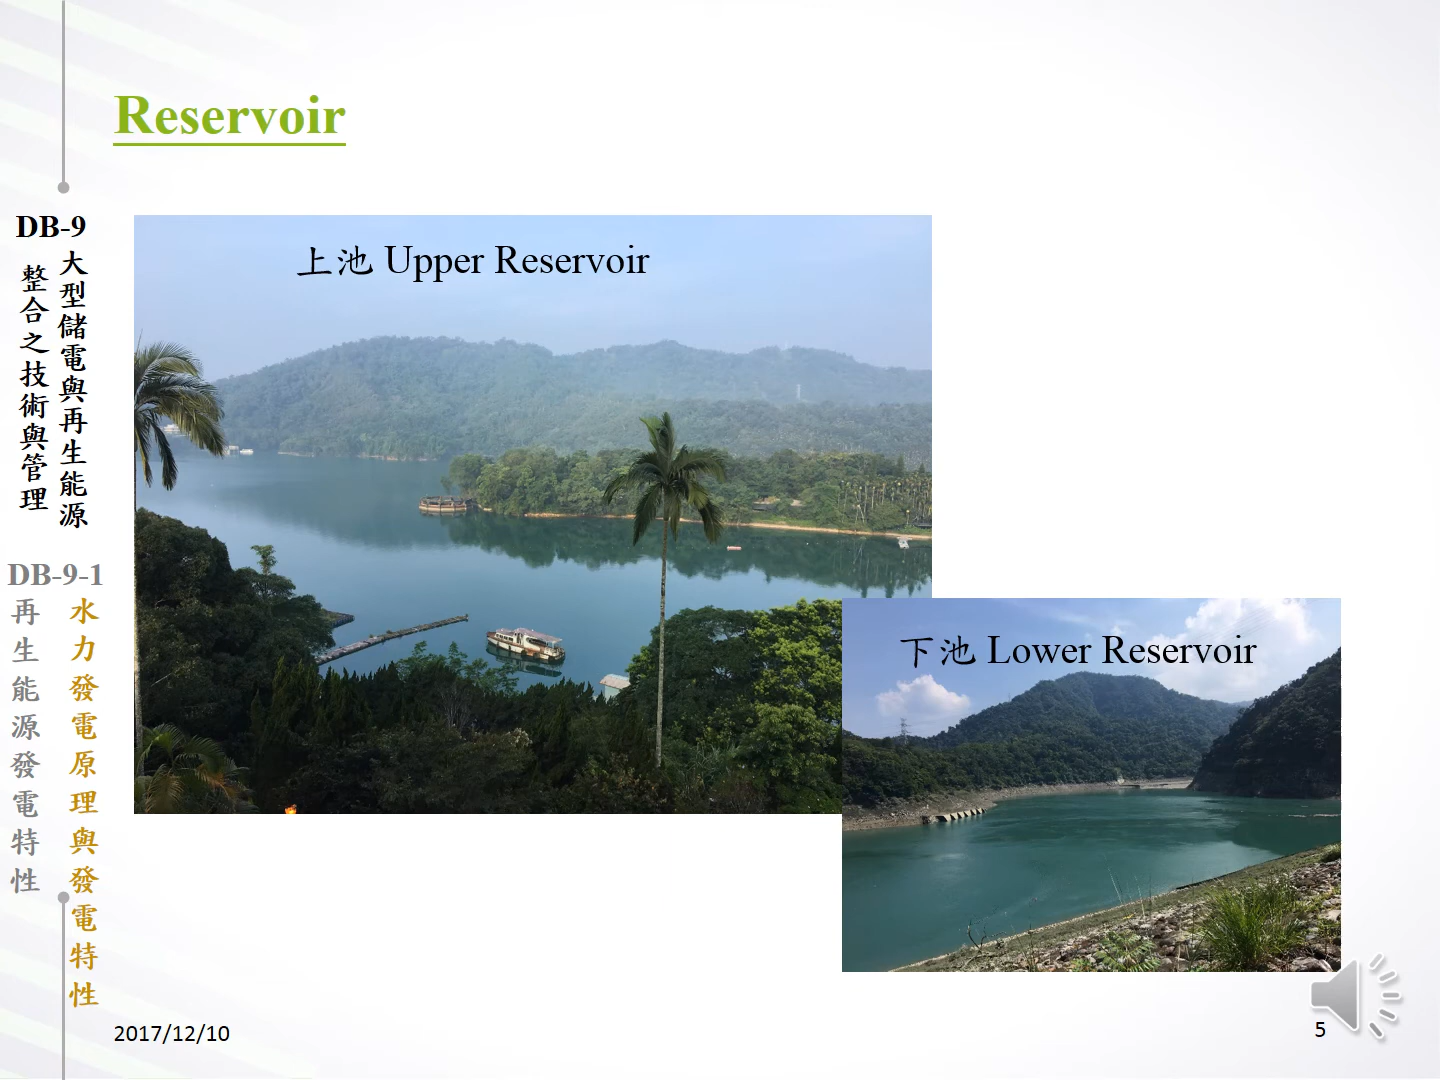 Reservoir
DB-9
大型儲電與再生能源
整合之技術與管理
DB-9-1
再生能源發電特性
水力發電原理與發電特性
上池 Upper Reservoir
下池 Lower Reservoir
2017/12/10
5